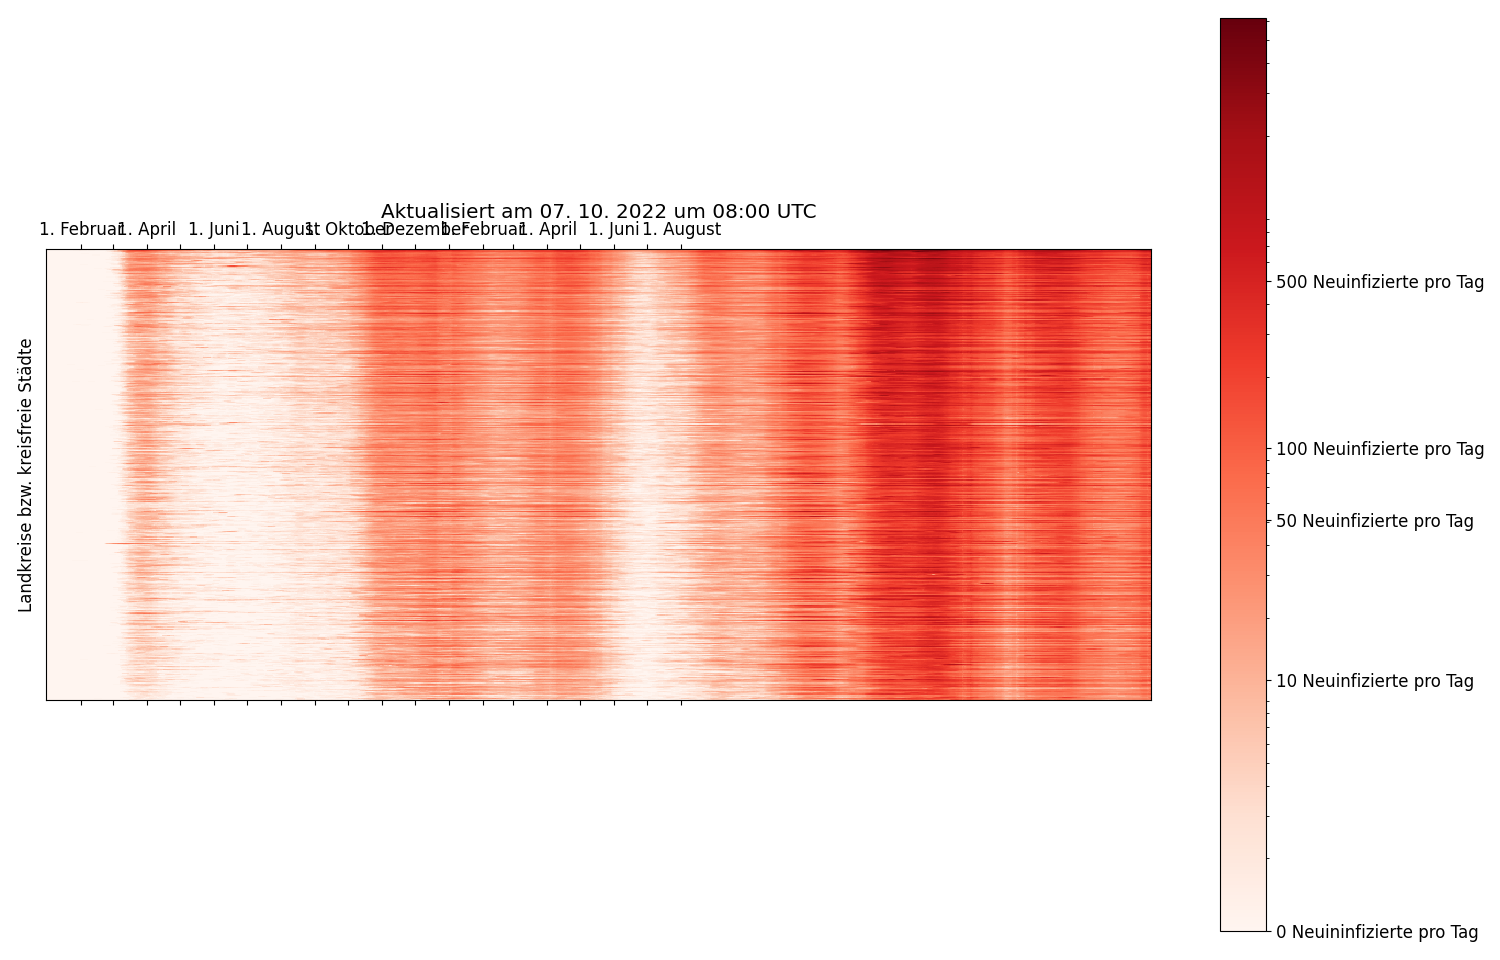 Aktualisiert am 07. 10. 2022 um 08:00 UTC
1. Februar 1. April 1. Juni 1. August 1. Oktober 1. Dezember 1. Februar 1. April 1. Juni 1. August
Landkreise bzw. kreisfreie Städte
500 Neuinfizierte pro Tag
100 Neuinfizierte pro Tag
50 Neuinfizierte pro Tag
10 Neuinfizierte pro Tag
0 Neuininfizierte pro Tag